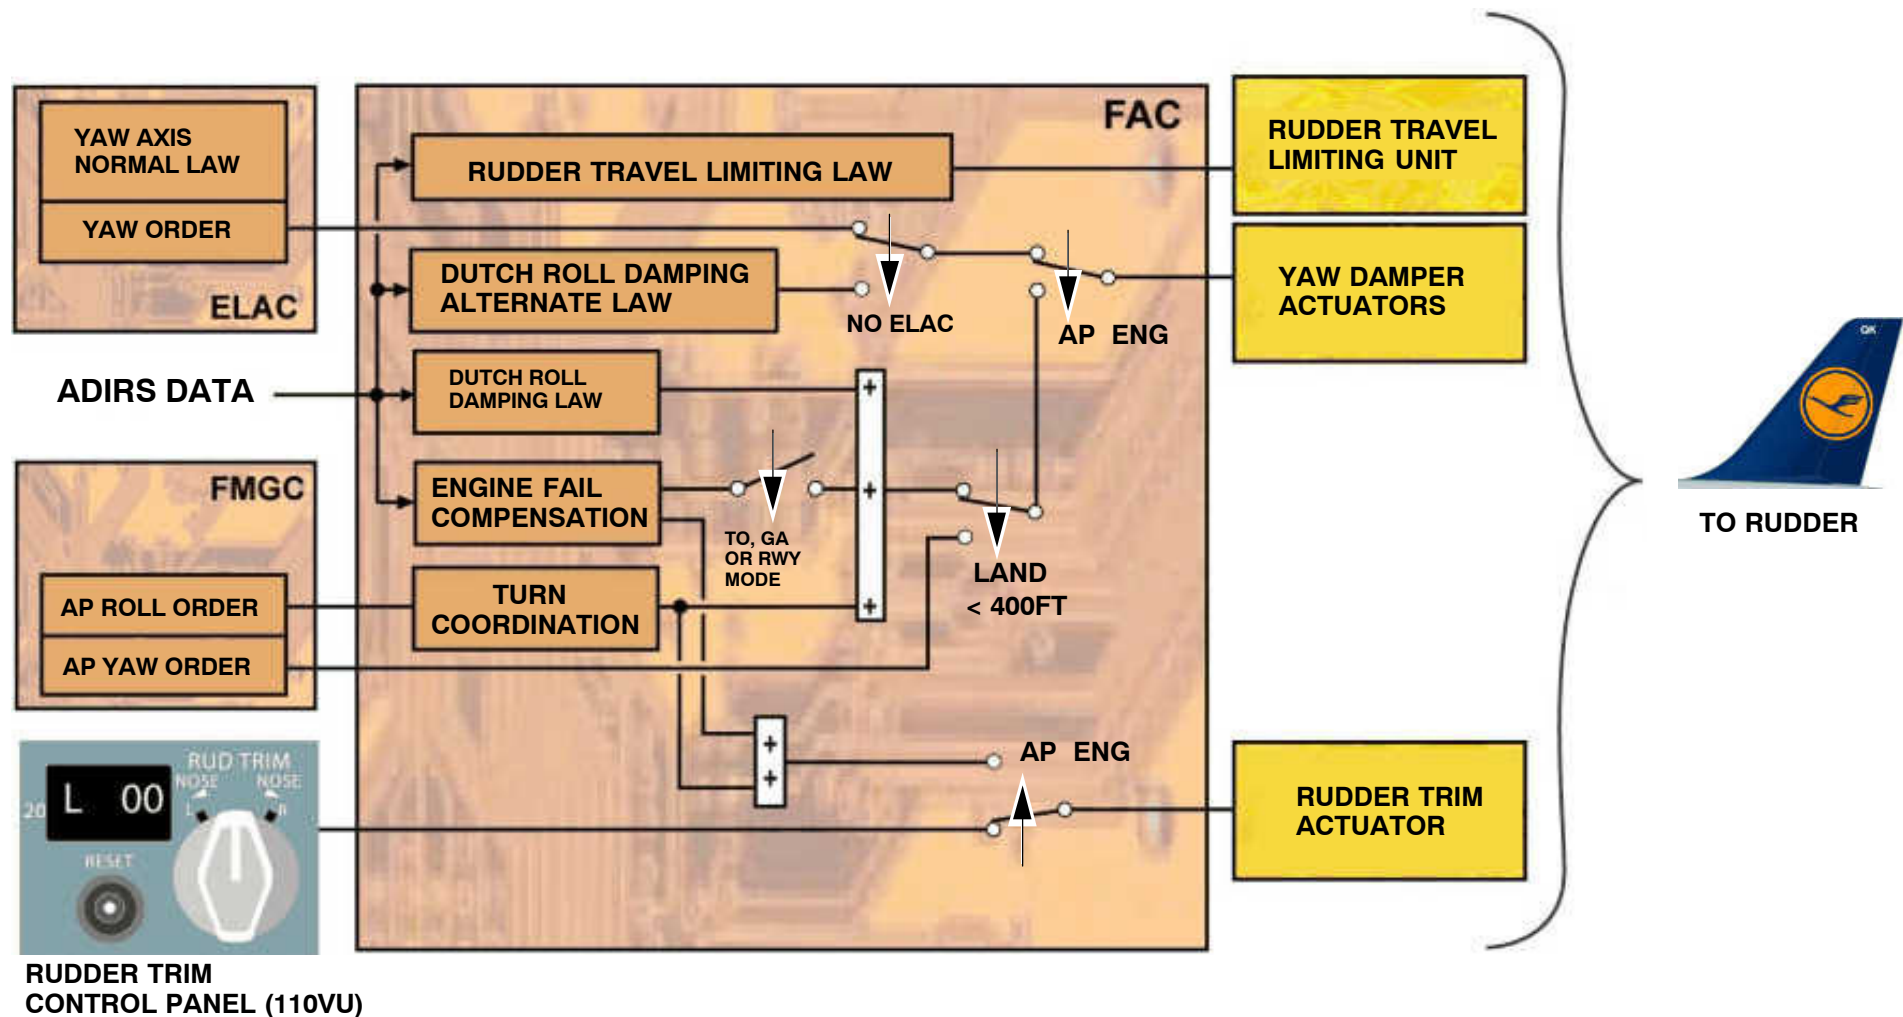 FAC
YAW AXIS
NORMAL LAW
YAW ORDER
ELAC
RUDDER TRAVEL LIMITING LAW
RUDDER TRAVEL
LIMITING UNIT
DUTCH ROLL DAMPING
ALTERNATE LAW
NO ELAC
AP ENG
YAW DAMPER
ACTUATORS
ADIRS DATA
DUTCH ROLL
DAMPING LAW
+
+
+
FMGC
ENGINE FAIL
COMPENSATION
TO, GA
OR RWY
MODE
LAND
< 400FT
AP ROLL ORDER
AP YAW ORDER
TURN
COORDINATION
QK
TO RUDDER
+
+
AP ENG
RUDDER TRIM
ACTUATOR
RUD TRIM
NOSE NOSE
L R
20
L 00
RESET
RUDDER TRIM
CONTROL PANEL (110VU)